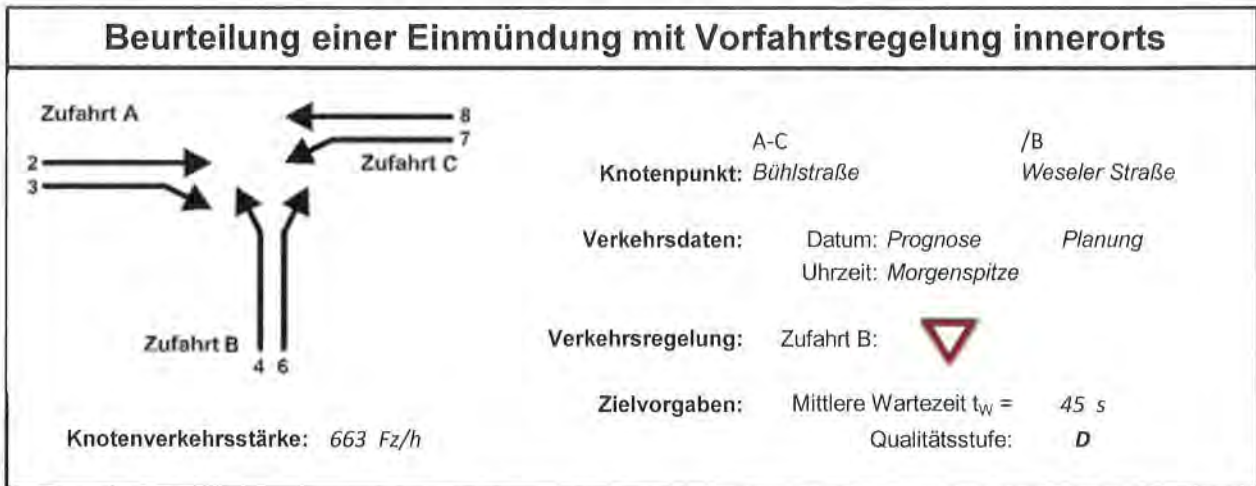 Beurteilung einer Einmündung mit Vorfahrtsregelung innerorts
Zufahrt A
8
7
2
3
Zufahrt C
Zufahrt B
4 6
Knotenverkehrsstärke: 663 Fz/h
A-C /B
Knotenpunkt: Bühlstraße Weseler Straße
Verkehrsdaten: Datum: Prognose Planung
Uhrzeit: Morgenspitze
Verkehrsregelung: Zufahrt B:
Zielvorgaben: Mittlere Wartezeit tW = 45 s
Qualitätsstufe: D